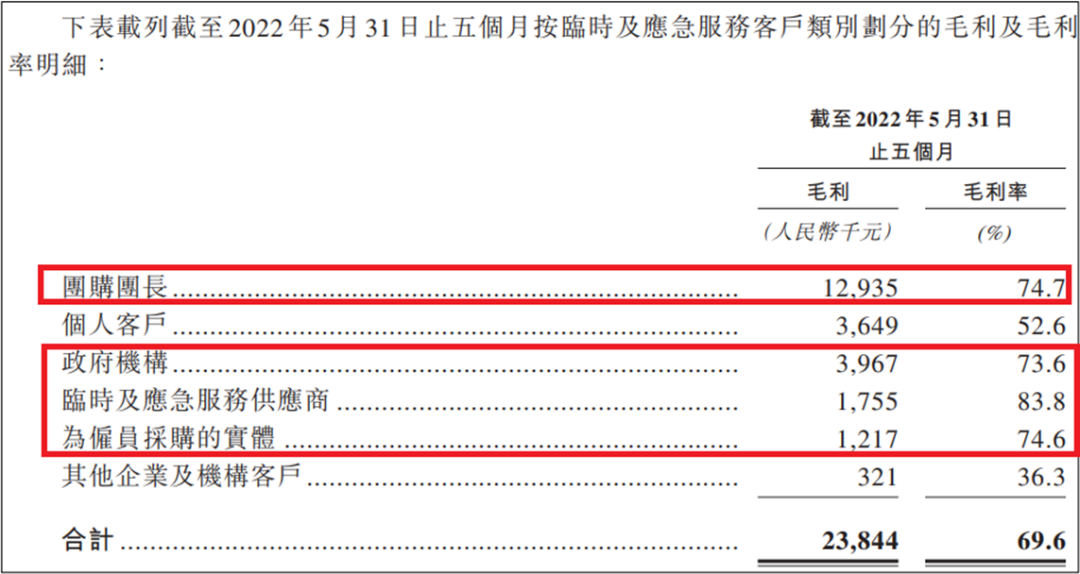 下表載列截至2022年5月31日止五個月按臨時及應急服務客戶類別劃分的毛利及毛利
率明細：
截至2022年5月31日
止五個月
毛利 毛利率
(人民幣千元) (%)
團購團長 12,935 74.7
個人客戶 3,649 52.6
政府機構 3,967 73.6
臨時及應急服務供應商 1,755 83.8
為僱員採購的實體 1,217 74.6
其他企業及機構客戶 321 36.3
合計 23,844 69.6